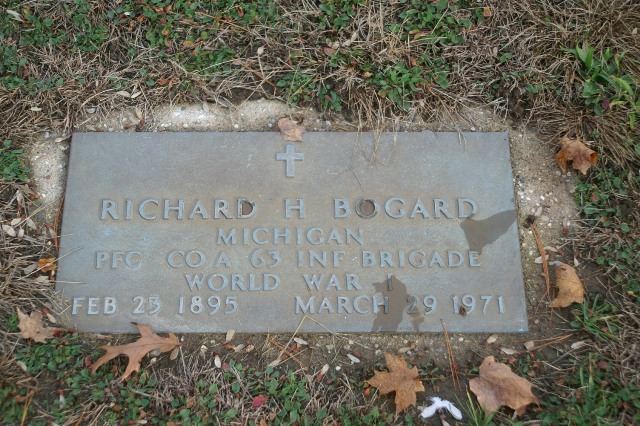 RICHARD H BOGARD
MICHIGAN
PFC CO A 63 INF BRIGADE
WORLD WAR I
FEB 25 1895 MARCH 29 1971